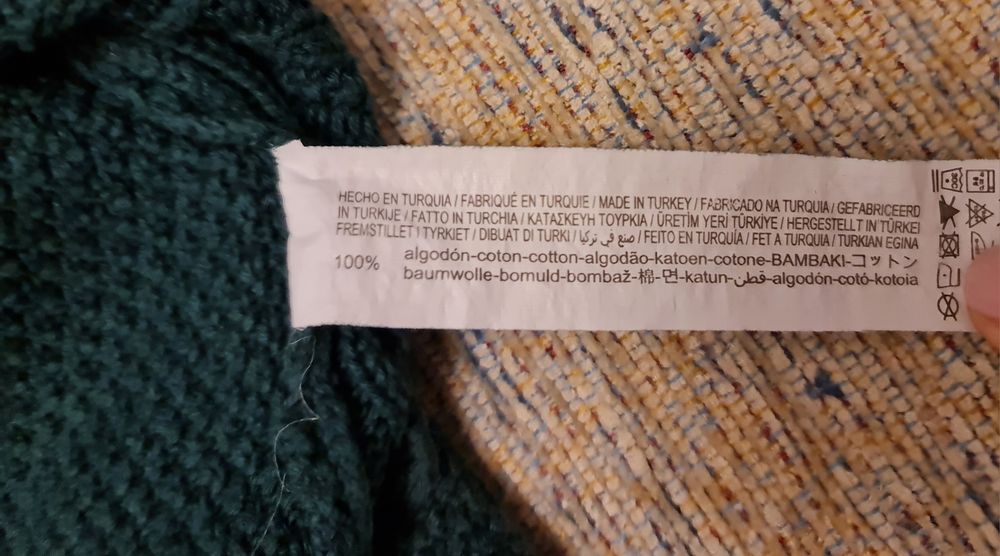 HECHO EN TURQUIA / FABRIQUÉ EN TURQUIE / MADE IN TURKEY / FABRICADO NA TURQUIA / GEFABRICEERD
IN TURKIJE / FATTO IN TURCHIA / ΚΑΤΑΣΚΕΥΗ ΤΟΥΡΚΙΑ / ÜRETİM YERİ TÜRKİYE / HERGESTELLT IN TÜRKEI
FREMSTILLET I TYRKIET / DIBUAT DI TURKI / صنع في تركيا / FEITO EN TURQUÍA / FET A TURQUIA / TURKIAN EGINA
100% algodón-coton-cotton-algodão-katoen-cotone-BAMBAKI-コットン
baumwolle-bomuld-bombaž-棉-면-katun-قطن-algodón-cotó-kotoia